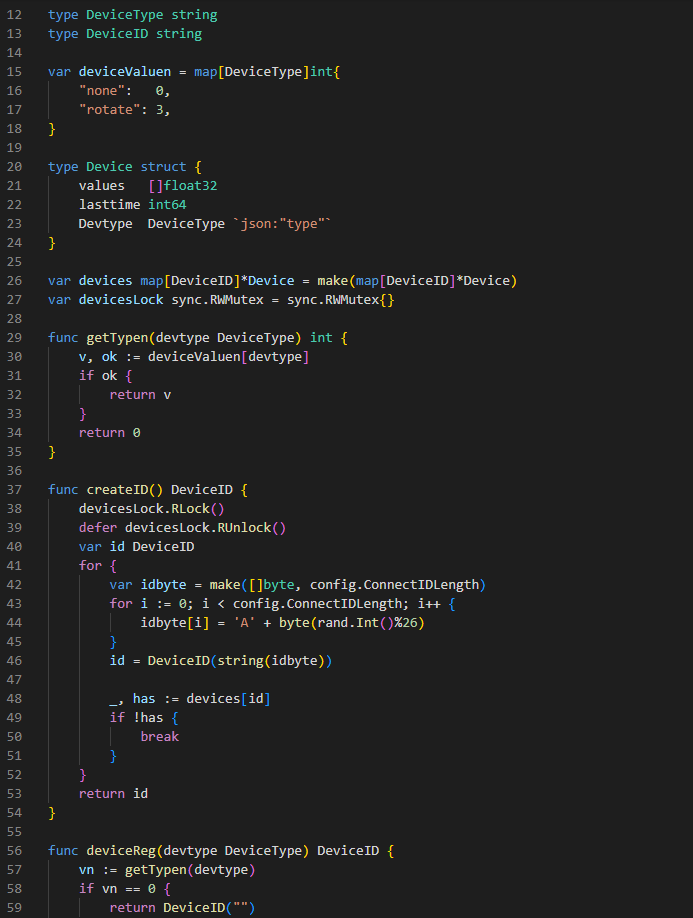 12 type DeviceType string
13 type DeviceID string
14
15 var deviceValuen = map[DeviceType]int{
16     "none":   0,
17     "rotate": 3,
18 }
19
20 type Device struct {
21     values   []float32
22     lasttime int64
23     Devtype  DeviceType `json:"type"`
24 }
25
26 var devices map[DeviceID]*Device = make(map[DeviceID]*Device)
27 var devicesLock sync.RWMutex = sync.RWMutex{}
28
29 func getTypen(devtype DeviceType) int {
30     v, ok := deviceValuen[devtype]
31     if ok {
32         return v
33     }
34     return 0
35 }
36
37 func createID() DeviceID {
38     devicesLock.RLock()
39     defer devicesLock.RUnlock()
40     var id DeviceID
41     for {
42         var idbyte = make([]byte, config.ConnectIDLength)
43         for i := 0; i < config.ConnectIDLength; i++ {
44             idbyte[i] = 'A' + byte(rand.Int()%26)
45         }
46         id = DeviceID(string(idbyte))
47
48         _, has := devices[id]
49         if !has {
50             break
51         }
52     }
53     return id
54 }
55
56 func deviceReg(devtype DeviceType) DeviceID {
57     vn := getTypen(devtype)
58     if vn == 0 {
59         return DeviceID("")